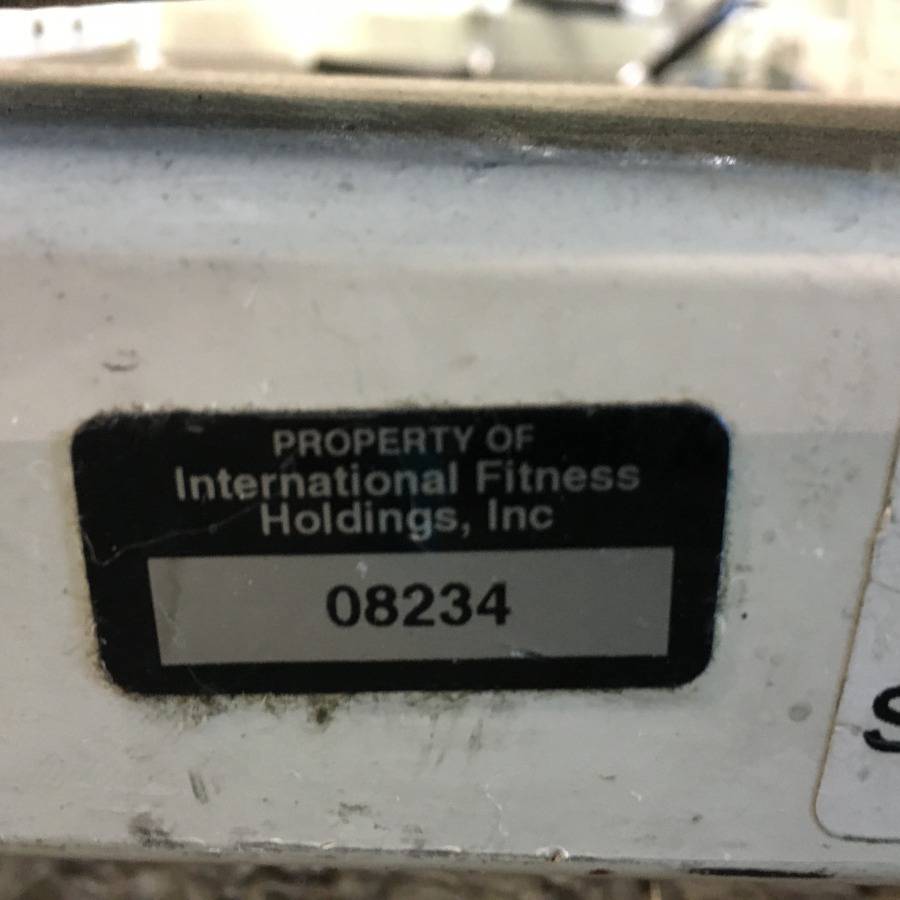 PROPERTY OF
International Fitness
Holdings, Inc
08234
S